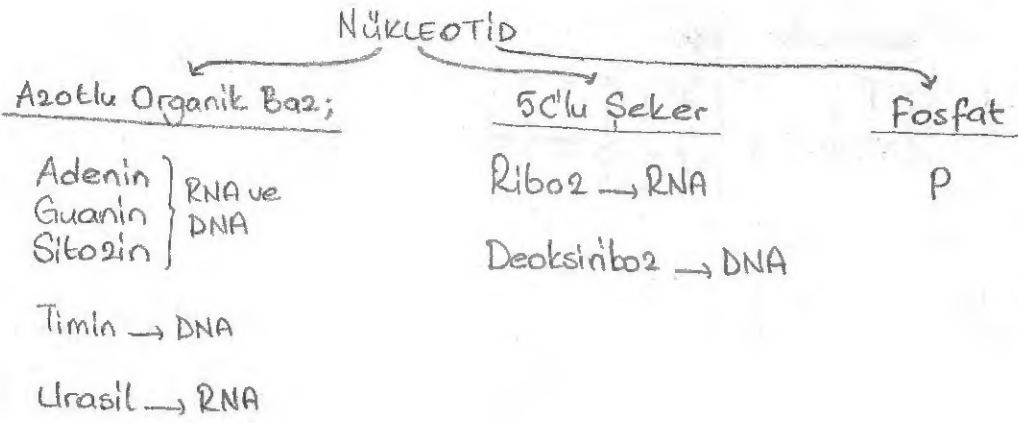 NÜKLEOTİD
Azotlu Organik Baz;
Adenin
Guanin
Sitozin
RNA ve
DNA
Timin → DNA
Urasil → RNA
5C'lu Şeker
Riboz → RNA
Deoksiriboz → DNA
Fosfat
P